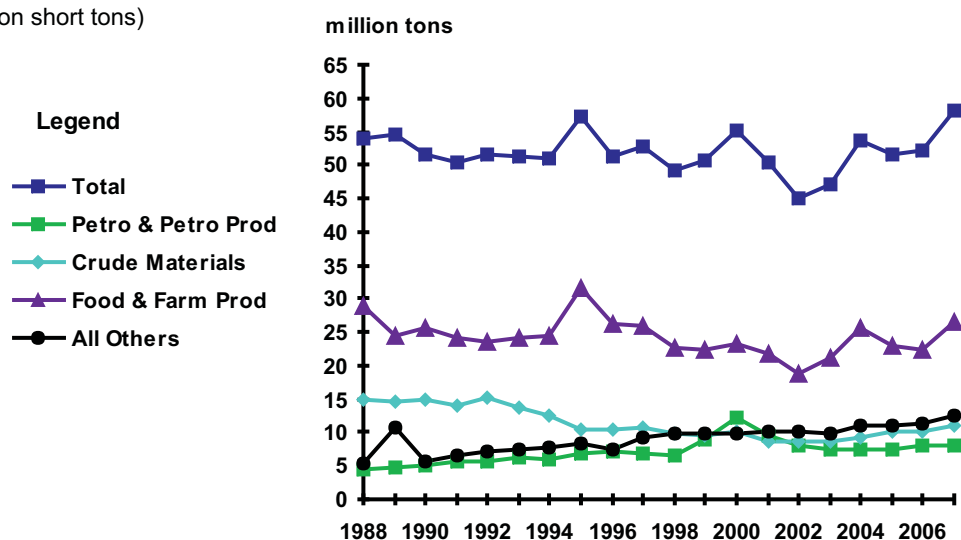 on short tons)
million tons
65
60
55
50
45
40
35
30
25
20
15
10
5
0
Legend
Total
Petro & Petro Prod
Crude Materials
Food & Farm Prod
All Others
1988 1990 1992 1994 1996 1998 2000 2002 2004 2006